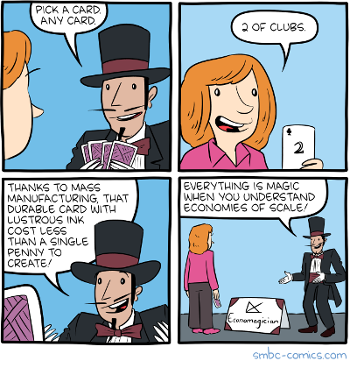 PICK A CARD.
ANY CARD.
2 OF CLUBS.
2
THANKS TO MASS
MANUFACTURING, THAT
DURABLE CARD WITH
LUSTROUS INK
COST LESS
THAN A SINGLE
PENNY TO
CREATE!
EVERYTHING IS MAGIC
WHEN YOU UNDERSTAND
ECONOMIES OF SCALE!
Economagician
smbc-comics.com